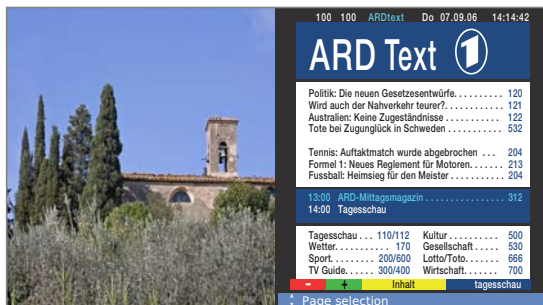 100 100 ARDtext Do 07.09.06 14:14:42
ARD Text 1
Politik: Die neuen Gesetzesentwürfe. . . . . . . . . . 120
Wird auch der Nahverkehr teurer?. . . . . . . . . . . 121
Australien: Keine Zugeständnisse . . . . . . . . . . . 122
Tote bei Zugunglück in Schweden . . . . . . . . . . 532
Tennis: Auftaktmatch wurde abgebrochen . . . 204
Formel 1: Neues Reglement für Motoren. . . . . . . 213
Fussball: Heimsieg für den Meister . . . . . . . . . . . 204
13:00 ARD-Mittagsmagazin . . . . . . . . . . . . . . . . 312
14:00 Tagesschau
Tagesschau . . . 110/112 Kultur . . . . . . . . . 500
Wetter. . . . . . . . . . 170 Gesellschaft . . . . . 530
Sport. . . . . . . . 200/600 Lotto/Toto. . . . . . . 666
TV Guide. . . . . . 300/400 Wirtschaft. . . . . . . 700
- + Inhalt tagesschau
Page selection